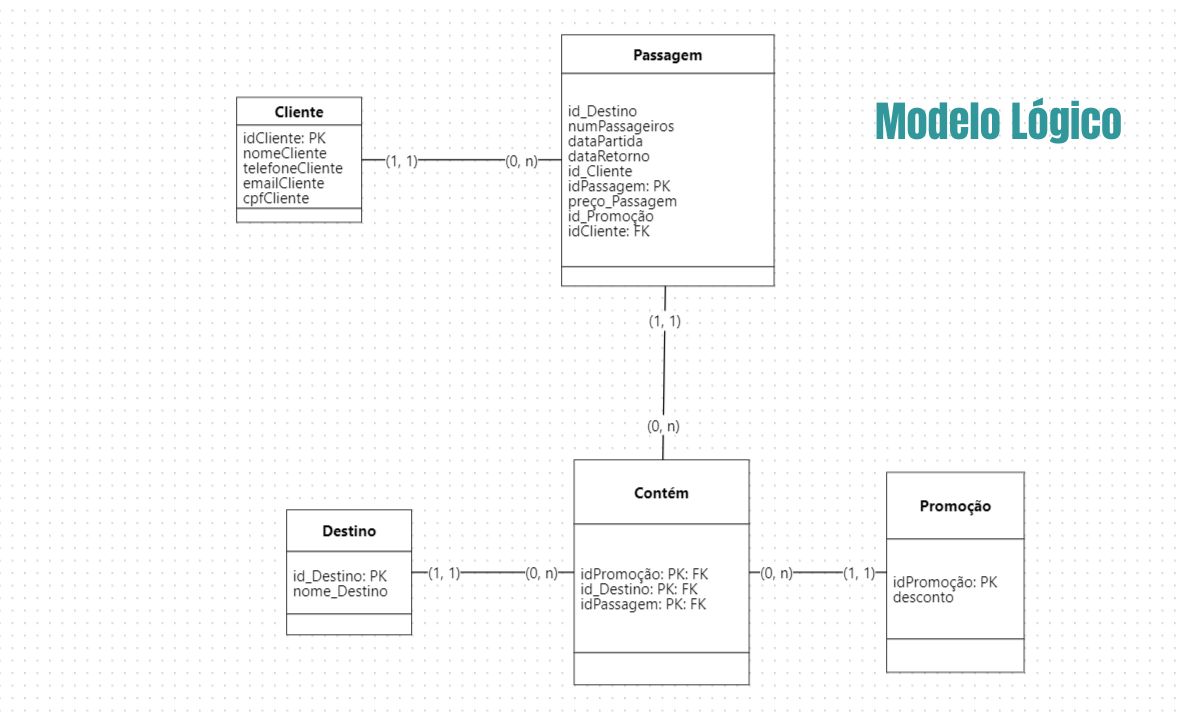 Modelo Lógico
Cliente
idCliente: PK
nomeCliente
telefoneCliente
emailCliente
cpfCliente
(1, 1)
(0, n)
Passagem
id_Destino
numPassageiros
dataPartida
dataRetorno
id_Cliente
idPassagem: PK
preço_Passagem
id_Promoção
idCliente: FK
(1, 1)
(0, n)
Destino
id_Destino: PK
nome_Destino
(1, 1)
(0, n)
Contém
idPromoção: PK: FK
id_Destino: PK: FK
idPassagem: PK: FK
(0, n)
(1, 1)
Promoção
idPromoção: PK
desconto